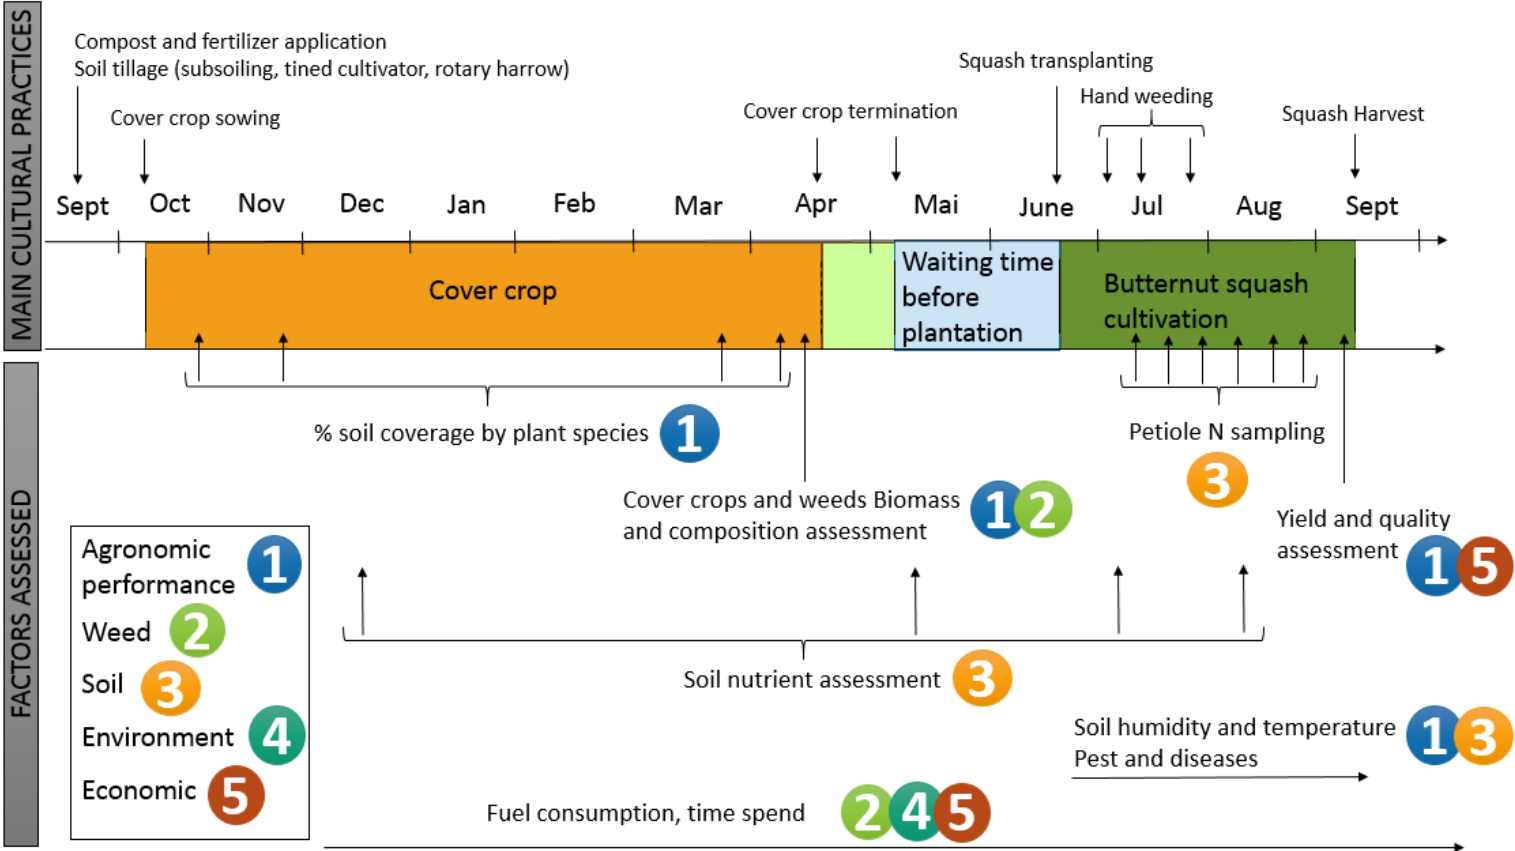 MAIN CULTURAL PRACTICES
Compost and fertilizer application
Soil tillage (subsoiling, tined cultivator, rotary harrow)
Cover crop sowing
Cover crop termination
Squash transplanting
Hand weeding
Squash Harvest
Sept Oct Nov Dec Jan Feb Mar Apr Mai June Jul Aug Sept
Cover crop
Waiting time
before
plantation
Butternut squash
cultivation
FACTORS ASSESSED
% soil coverage by plant species 1
Petiole N sampling
3
Cover crops and weeds Biomass
and composition assessment
1 2
Yield and quality
assessment
1 5
Agronomic
performance 1
Weed 2
Soil 3
Environment 4
Economic 5
Soil nutrient assessment 3
Soil humidity and temperature
Pest and diseases
1 3
Fuel consumption, time spend 2 4 5